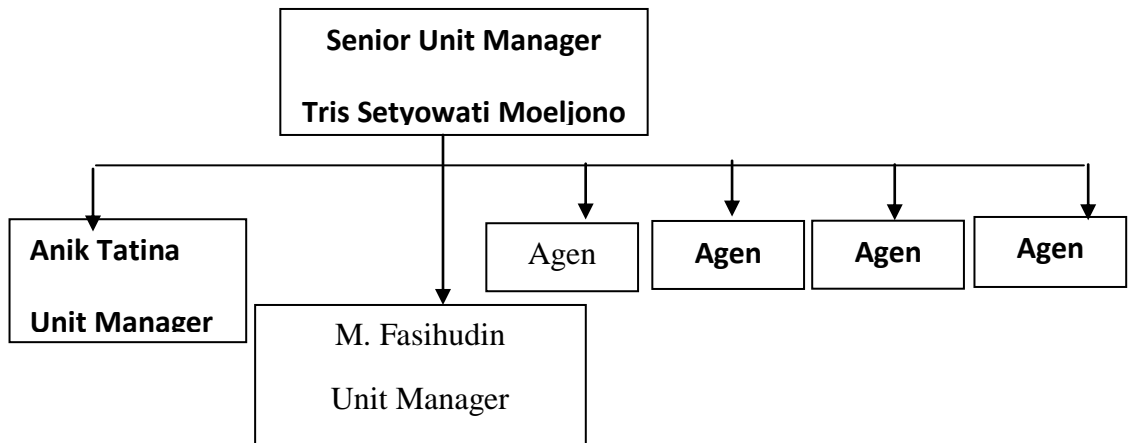 Senior Unit Manager
Tris Setyowati Moeljono
Anik Tatina
Unit Manager
Agen
Agen
Agen
Agen
M. Fasihudin
Unit Manager